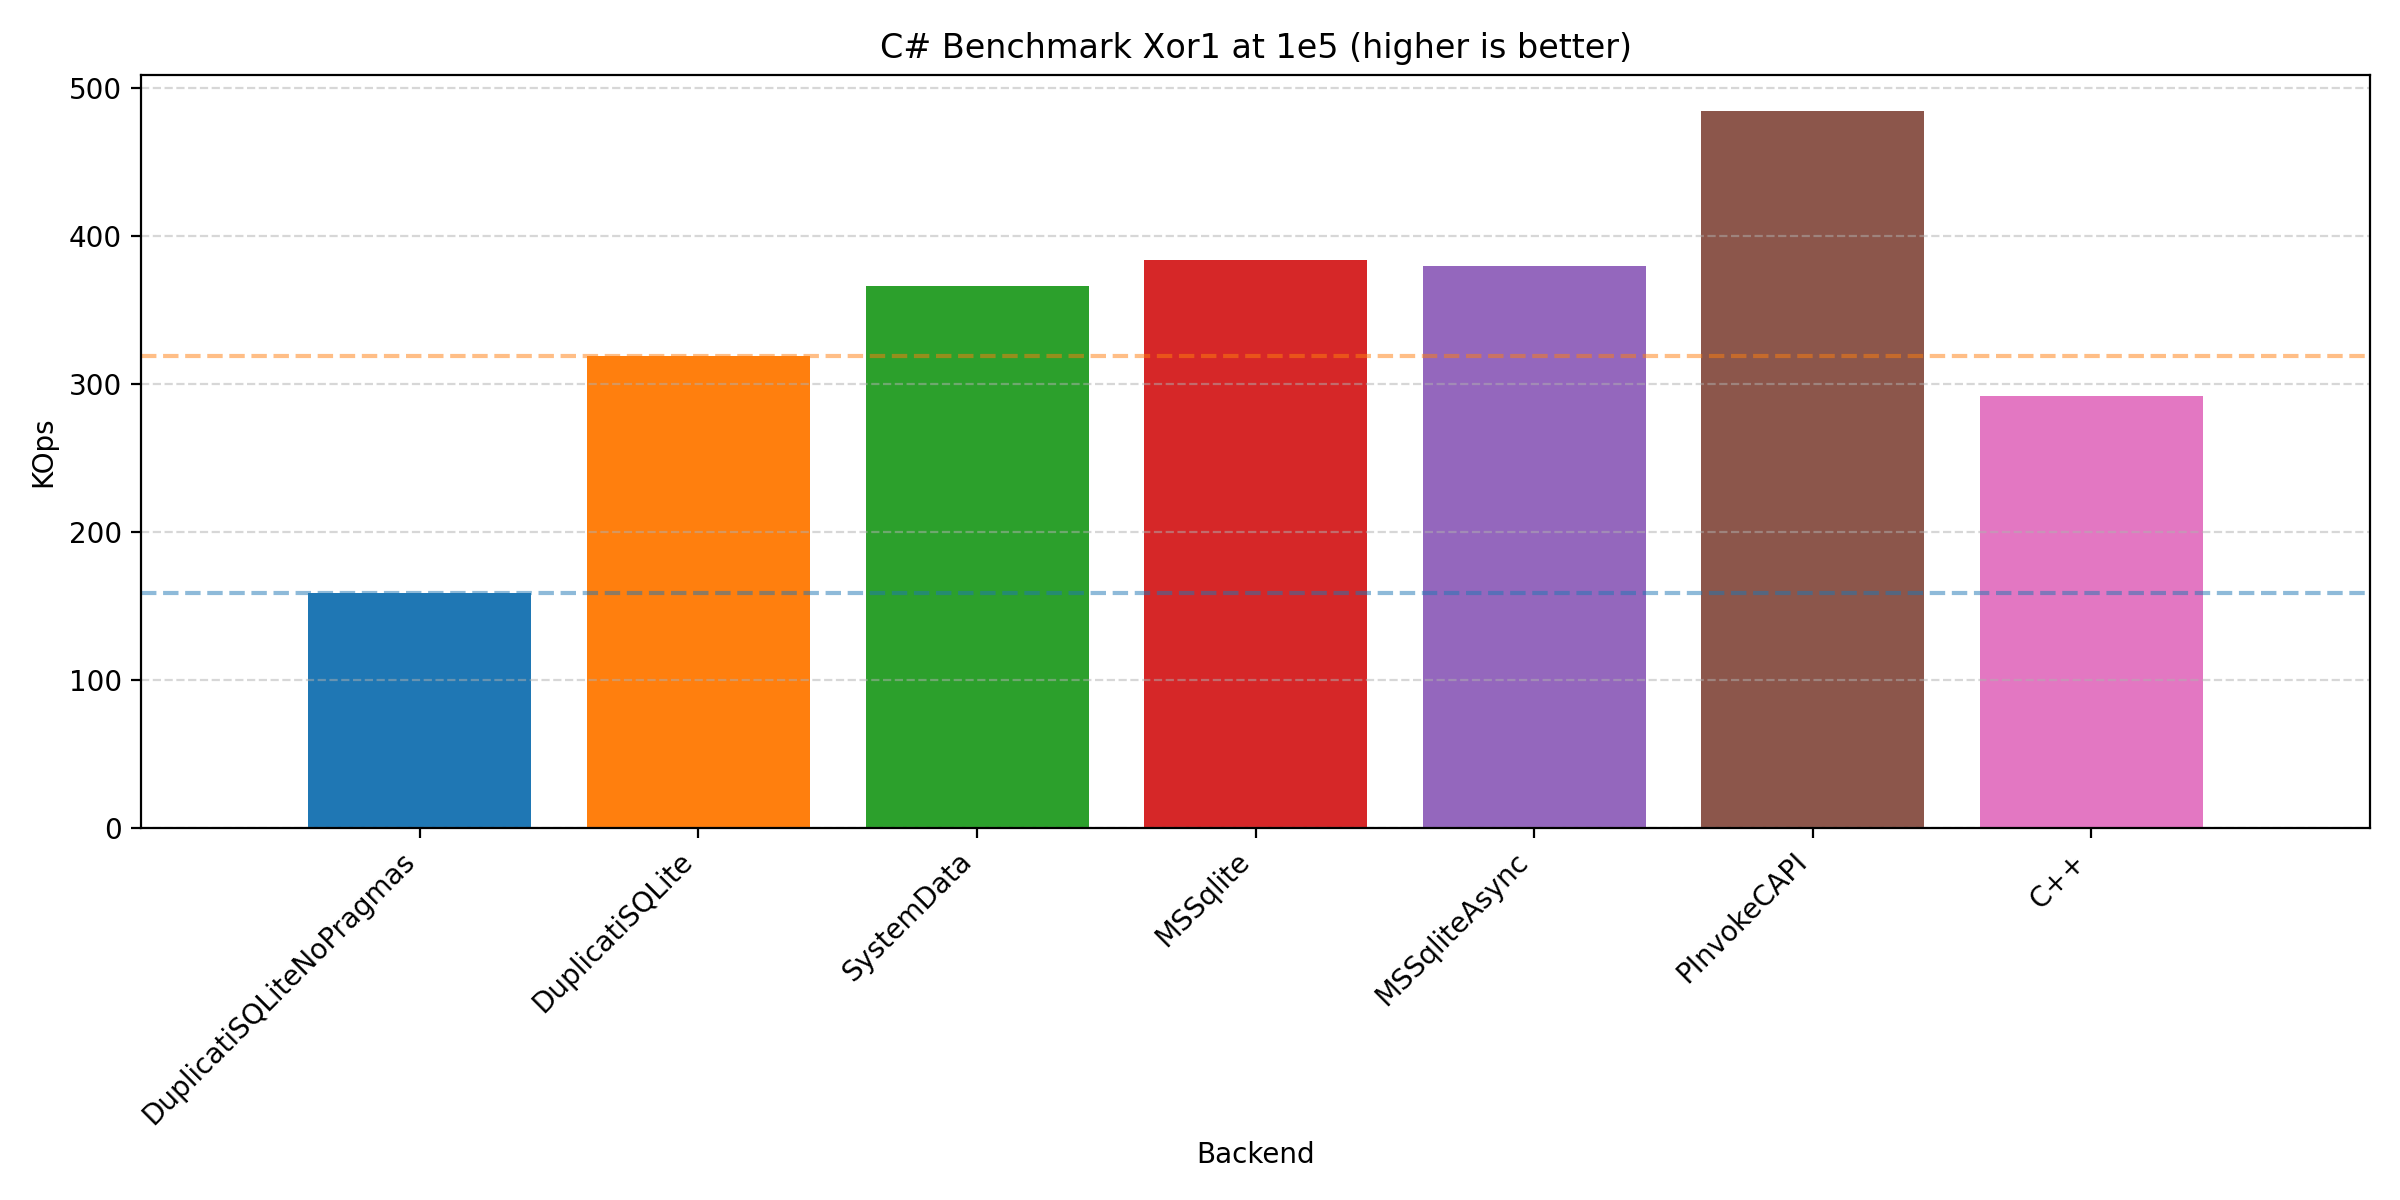 C# Benchmark Xor1 at 1e5 (higher is better)
500
400
300
200
100
0
KOps
DuplicatiSQLiteNoPragmas
DuplicatiSQLite
SystemData
MSSqlite
MSSqliteAsync
PInvokeCAPI
C++
Backend